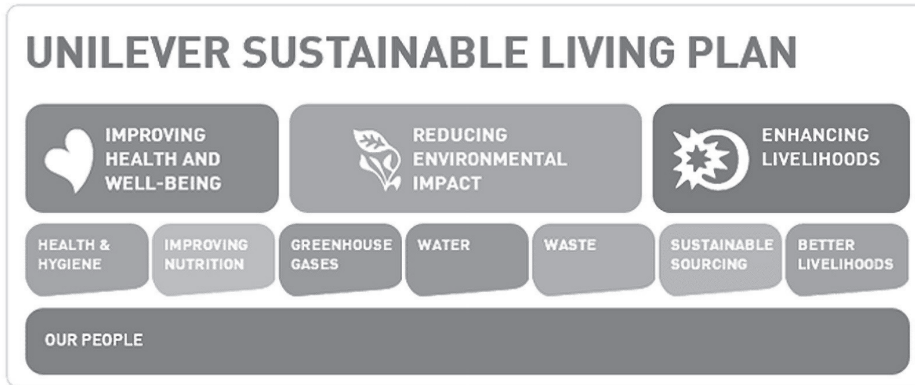 UNILEVER SUSTAINABLE LIVING PLAN
IMPROVING
HEALTH AND
WELL-BEING
REDUCING
ENVIRONMENTAL
IMPACT
ENHANCING
LIVELIHOODS
HEALTH &
HYGIENE
IMPROVING
NUTRITION
GREENHOUSE
GASES
WATER
WASTE
SUSTAINABLE
SOURCING
BETTER
LIVELIHOODS
OUR PEOPLE